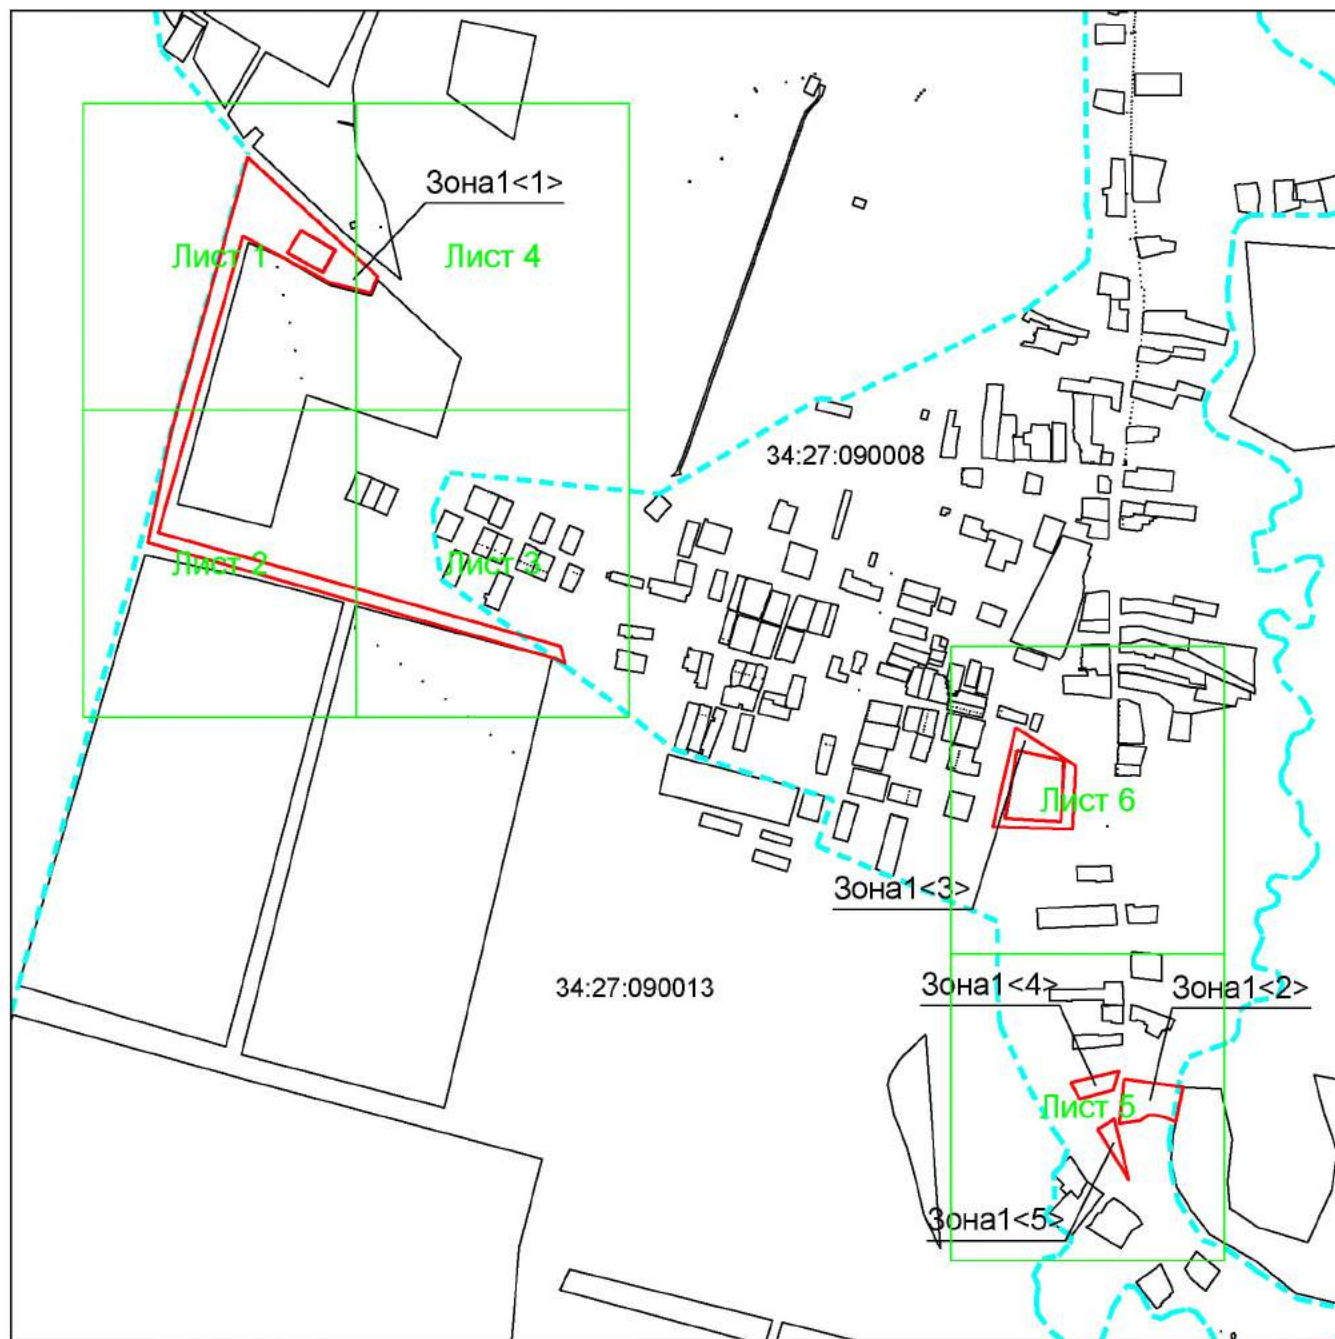 Зона1<1>
Лист 1
Лист 4
34:27:090008
Лист 2
Лист 3
Лист 6
Зона1<3>
34:27:090013
Зона1<4>
Зона1<2>
Лист 5
Зона1<5>